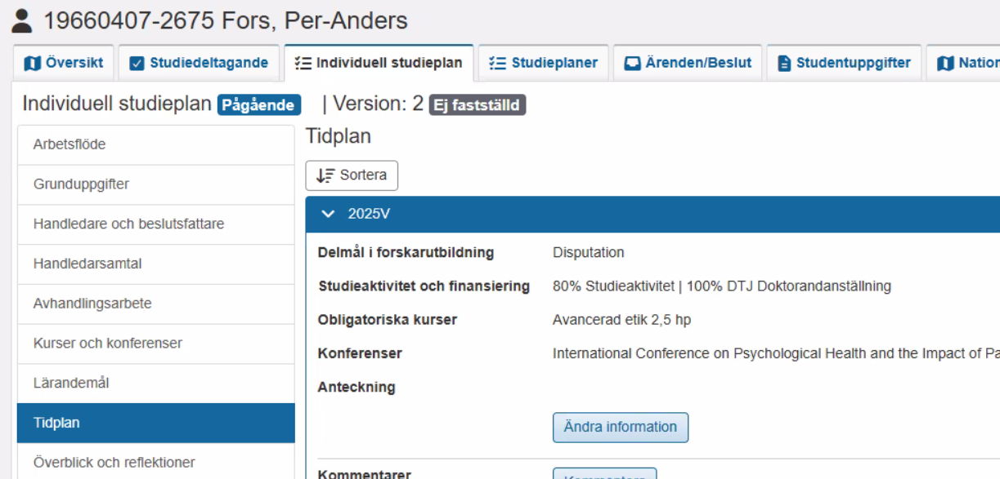 19660407-2675 Fors, Per-Anders
Översikt Studiedeltagande Individuell studieplan Studieplaner Ärenden/Beslut Studentuppgifter
Individuell studieplan Pågående | Version: 2 Ej fastställd
Arbetsflöde
Grunduppgifter
Handledare och beslutsfattare
Handledarsamtal
Avhandlingsarbete
Kurser och konferenser
Lärandemål
Tidplan
Överblick och reflektioner
Tidplan
Sortera
2025V
Delmål i forskarutbildning Disputation
Studieaktivitet och finansiering 80% Studieaktivitet | 100% DTJ Doktorandanställning
Obligatoriska kurser Avancerad etik 2,5 hp
Konferenser International Conference on Psychological Health and the Impact of
Anteckning
Ändra information
Kommentarer Kommentera